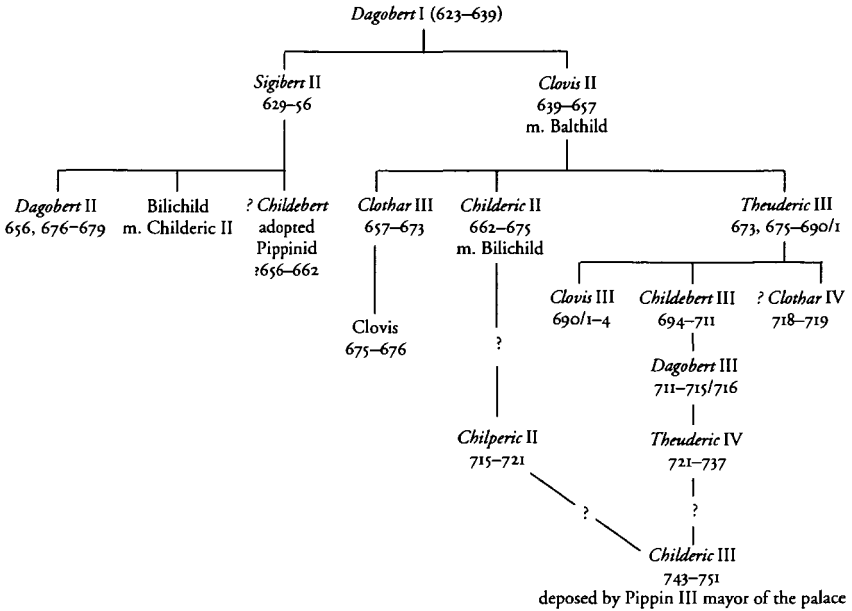 Dagobert I (623–639)
Sigibert II
629–56
Clovis II
639–657
m. Balthild
Dagobert II
656, 676–679
Bilichild
m. Childeric II
? Childebert
adopted
Pippinid
?656–662
Clothar III
657–673
Childeric II
662–675
m. Bilichild
Theuderic III
673, 675–690/1
Clovis
675–676
?
Clovis III
690/1–4
Childebert III
694–711
? Clothar IV
718–719
Dagobert III
711–715/716
Chilperic II
715–721
Theuderic IV
721–737
?
?
Childeric III
743–751
deposed by Pippin III mayor of the palace